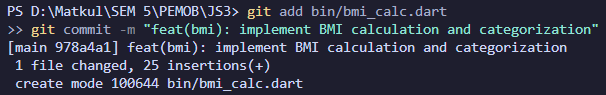 PS D:\Matkul\SEM 5\PEMOB\JS3> git add bin/bmi_calc.dart
>> git commit -m "feat(bmi): implement BMI calculation and categorization"
[main 978a4a1] feat(bmi): implement BMI calculation and categorization
 1 file changed, 25 insertions(+)
 create mode 100644 bin/bmi_calc.dart